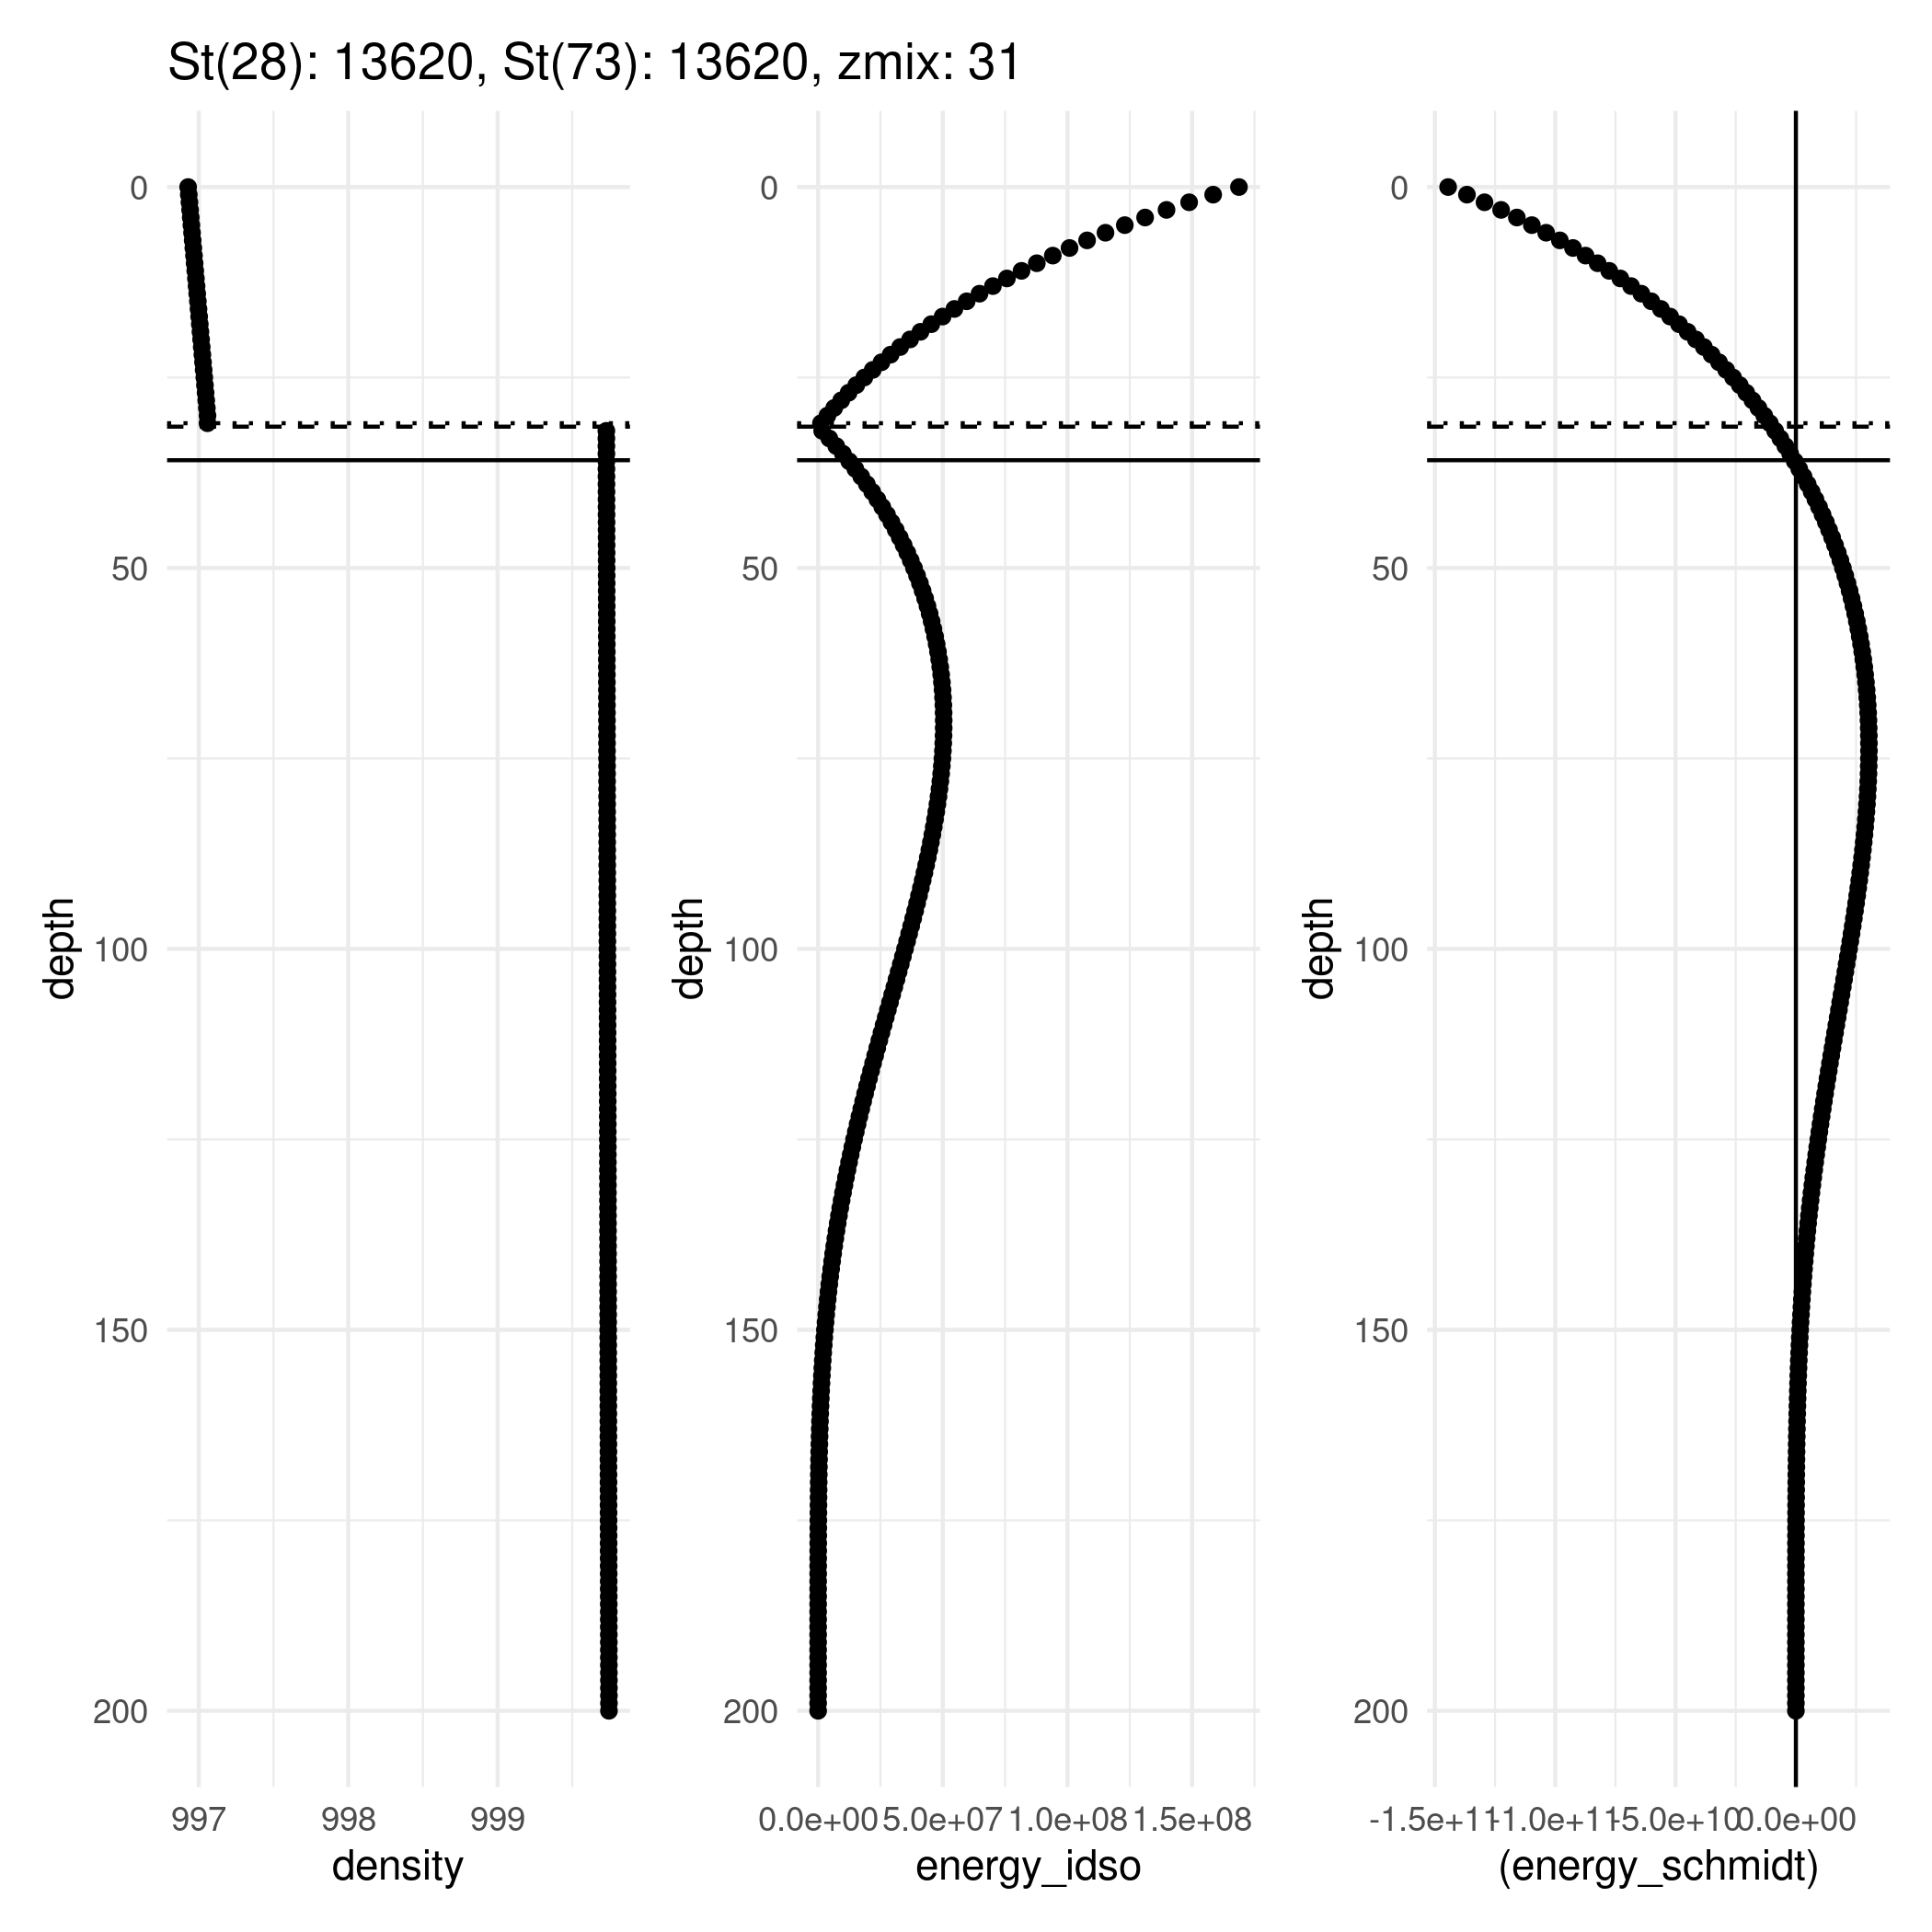 St(28): 13620, St(73): 13620, zmix: 31
depth
0
50
100
150
200
997 998 999
density
depth
0
50
100
150
200
0.0e+00 5.0e+07 1.0e+08 1.5e+08
energy_idso
depth
0
50
100
150
200
-1.5e+11 -1.0e+11 -5.0e+10 0.0e+00
(energy_schmidt)